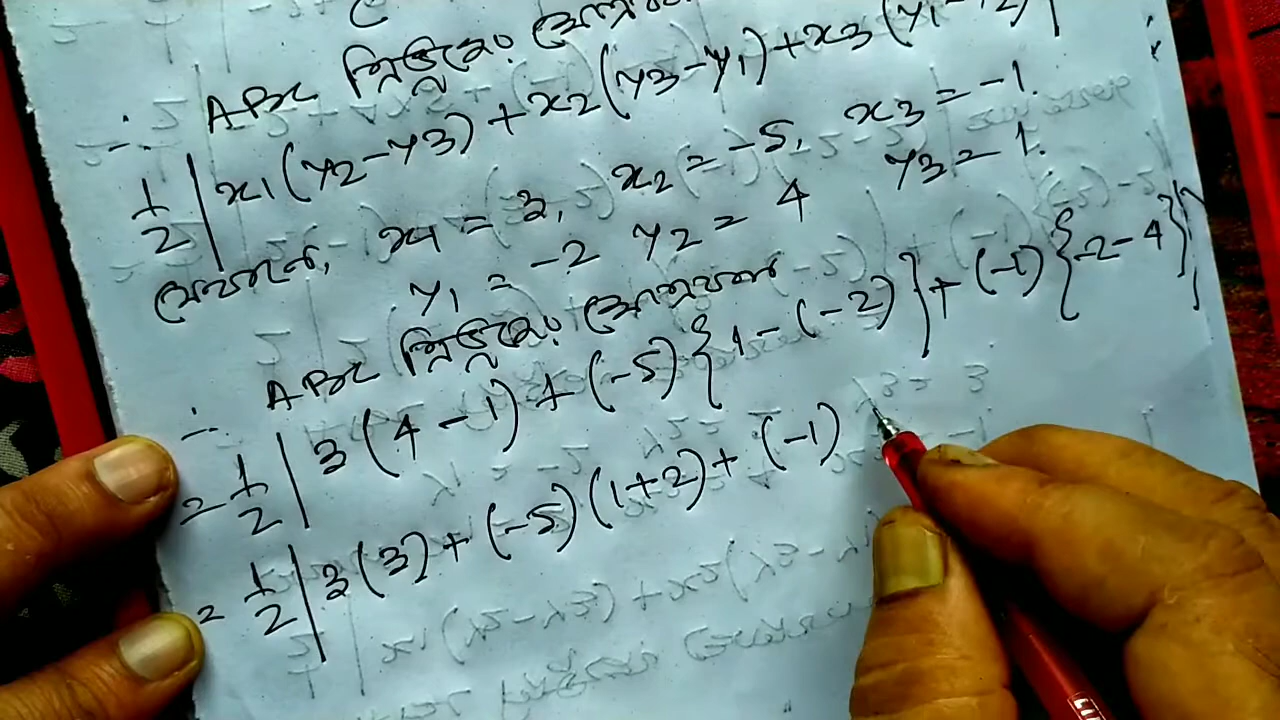 C
∴ ABC ত্রিভুজের ক্ষেত্রফল
1/2 | x1(y2-y3)+x2(y3-y1)+x3(y1-y2) |
যেখানে, x1 = 3, x2 = -5, x3 = -1.
y1 = -2 y2 = 4 y3 = 1.
∴ ABC ত্রিভুজের ক্ষেত্রফল
= 1/2 | 3(4-1)+(-5){1-(-2)}+(-1){-2-4} |
= 1/2 | 3(3)+(-5)(1+2)+(-1)